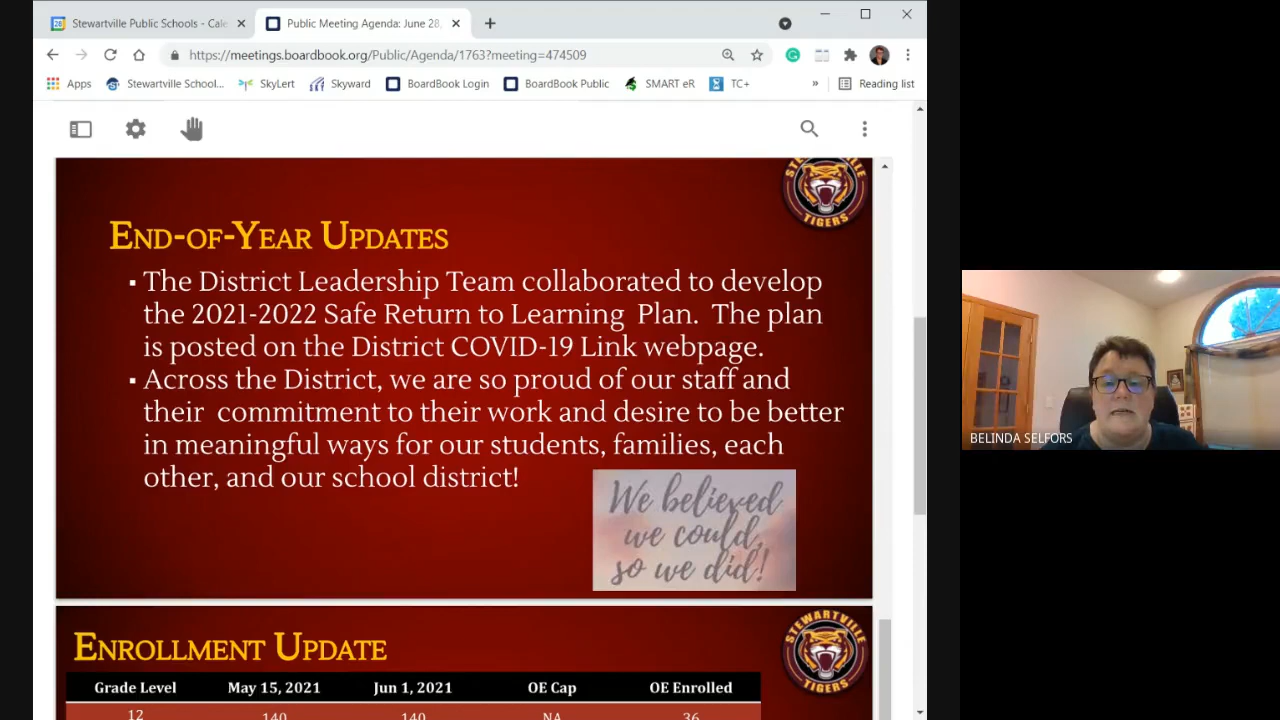 Stewartville Public Schools - Cale
Public Meeting Agenda: June 28,
https://meetings.boardbook.org/Public/Agenda/1763?meeting=474509
Apps
Stewartville School...
SkyLert
Skyward
BoardBook Login
BoardBook Public
SMART eR
TC+
»
Reading list
TIGERS
END-OF-YEAR UPDATES
▪ The District Leadership Team collaborated to develop
the 2021-2022 Safe Return to Learning Plan. The plan
is posted on the District COVID-19 Link webpage.
▪ Across the District, we are so proud of our staff and
their commitment to their work and desire to be better
in meaningful ways for our students, families, each
other, and our school district!
We believed
we could,
so we did!
BELINDA SELFORS
STEWARTVILLE
TIGERS
ENROLLMENT UPDATE
Grade Level May 15, 2021 Jun 1, 2021 OE Cap OE Enrolled
12 140 140 NA 36